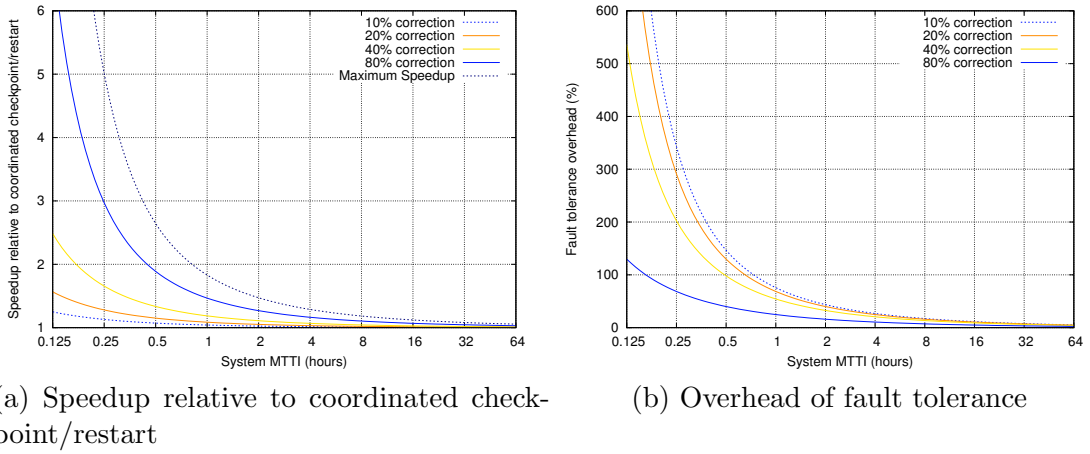 6
5
4
3
2
1
Speedup relative to coordinated checkpoint/restart
10% correction
20% correction
40% correction
80% correction
Maximum Speedup
0.125 0.25 0.5 1 2 4 8 16 32 64
System MTTI (hours)
(a) Speedup relative to coordinated check-
point/restart
600
500
400
300
200
100
0
Fault tolerance overhead (%)
10% correction
20% correction
40% correction
80% correction
0.125 0.25 0.5 1 2 4 8 16 32 64
System MTTI (hours)
(b) Overhead of fault tolerance